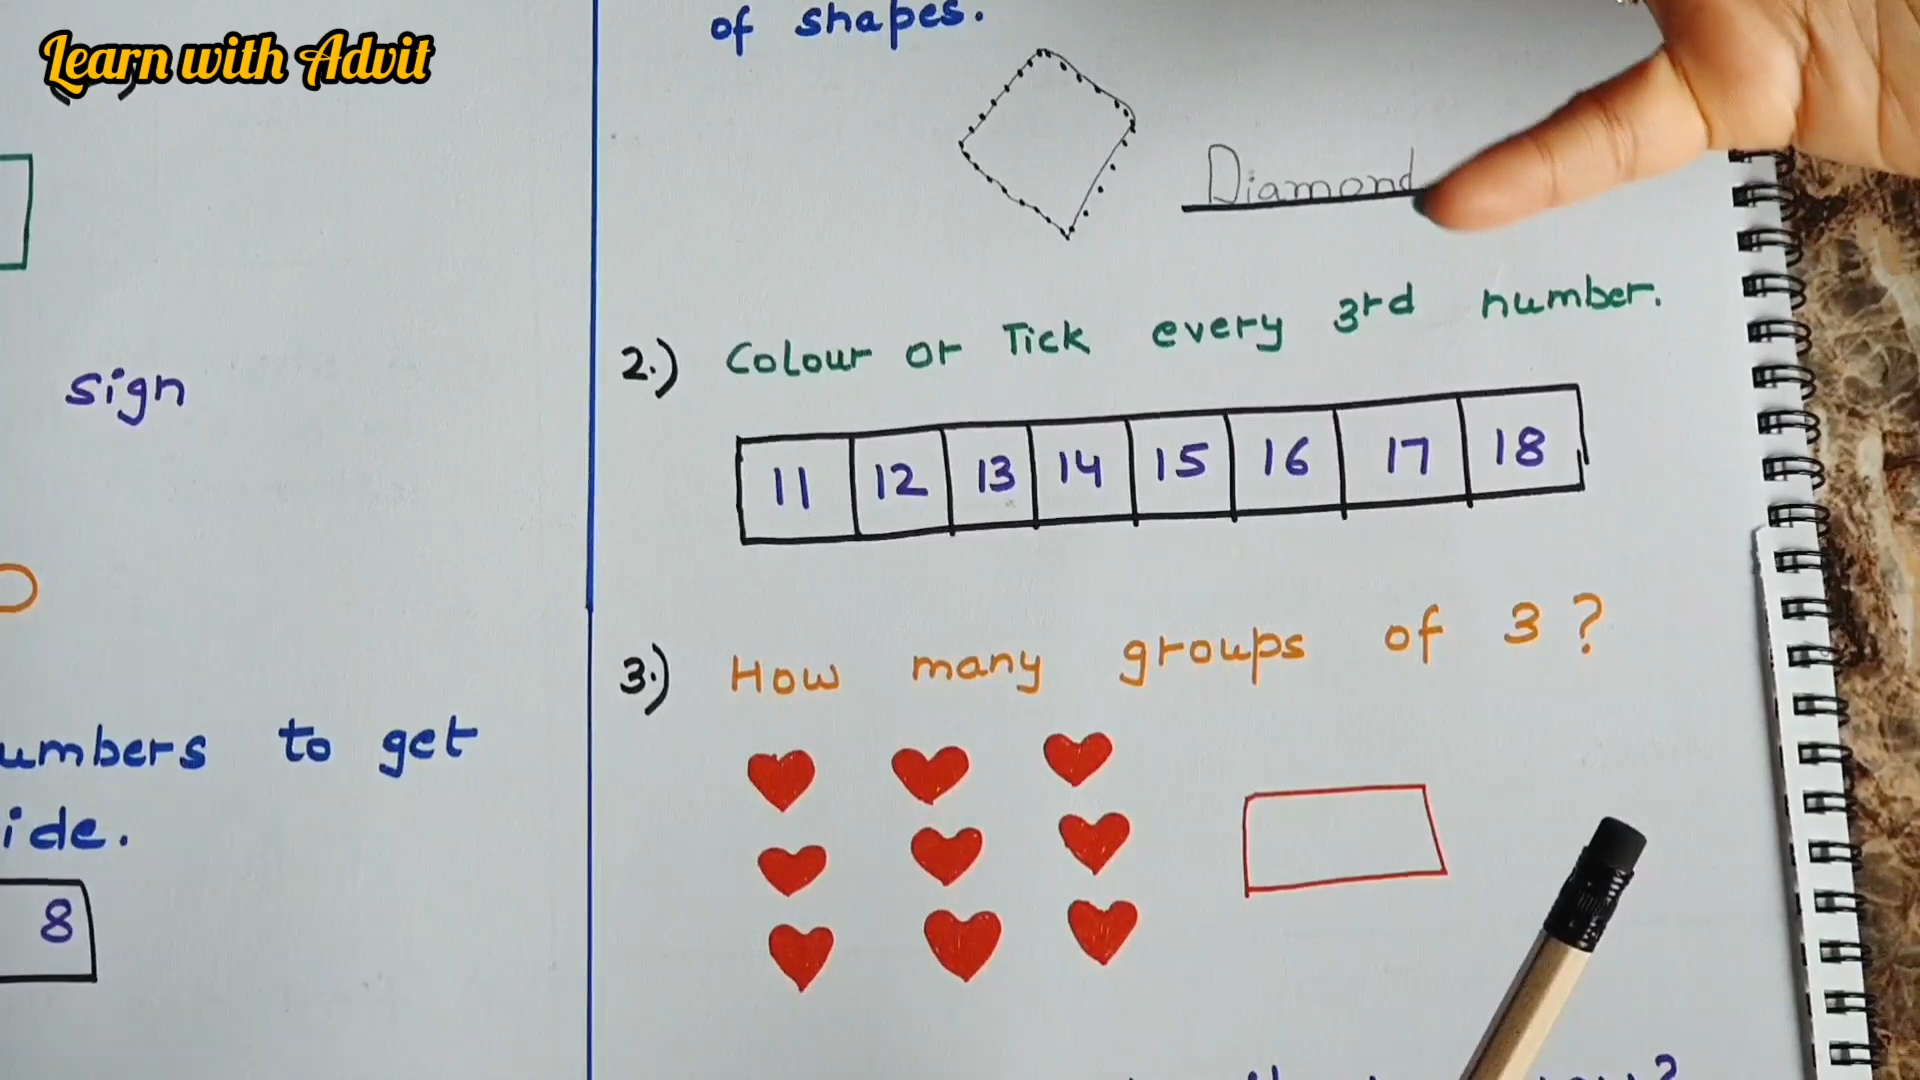 Learn with Advit
sign
umbers to get
ide.
8
of shapes.
Diamond
2.) Colour or Tick every 3rd number.
11 12 13 14 15 16 17 18
3.) How many groups of 3 ?